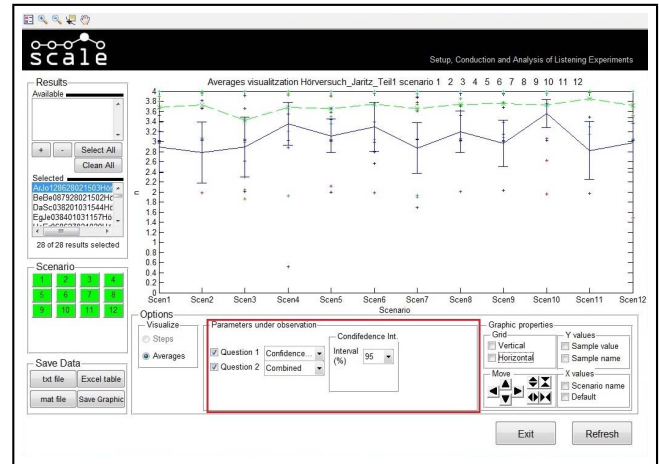 scale
Setup, Conduction and Analysis of Listening Experiments
Results
Available
+ - Select All
Clean All
Selected
ArJo128628021503Hör
BeBe087928021502Hö
DaSc038201031544Hö
EgJe038401031157Hö
28 of 28 results selected
Scenario
1 2 3 4
5 6 7 8
9 10 11 12
Save Data
txt file Excel table
mat file Save Graphic
Averages visualitzation Hörversuch_Jaritz_Teil1 scenario 1 2 3 4 5 6 7 8 9 10 11 12
4
3.8
3.6
3.4
3.2
3
2.8
2.6
2.4
2.2
2
1.8
1.6
1.4
1.2
1
0.8
0.6
0.4
0.2
0
Scen1 Scen2 Scen3 Scen4 Scen5 Scen6 Scen7 Scen8 Scen9 Scen10 Scen11 Scen12
Scenario
Options
Visualize
Steps
Averages
Parameters under observation
Question 1 Confidence...
Question 2 Combined
Condifedence Int.
Interval (%) 95
Graphic properties
Grid
Vertical
Horizontal
Move
Y values
Sample value
Sample name
X values
Scenario name
Default
Exit Refresh